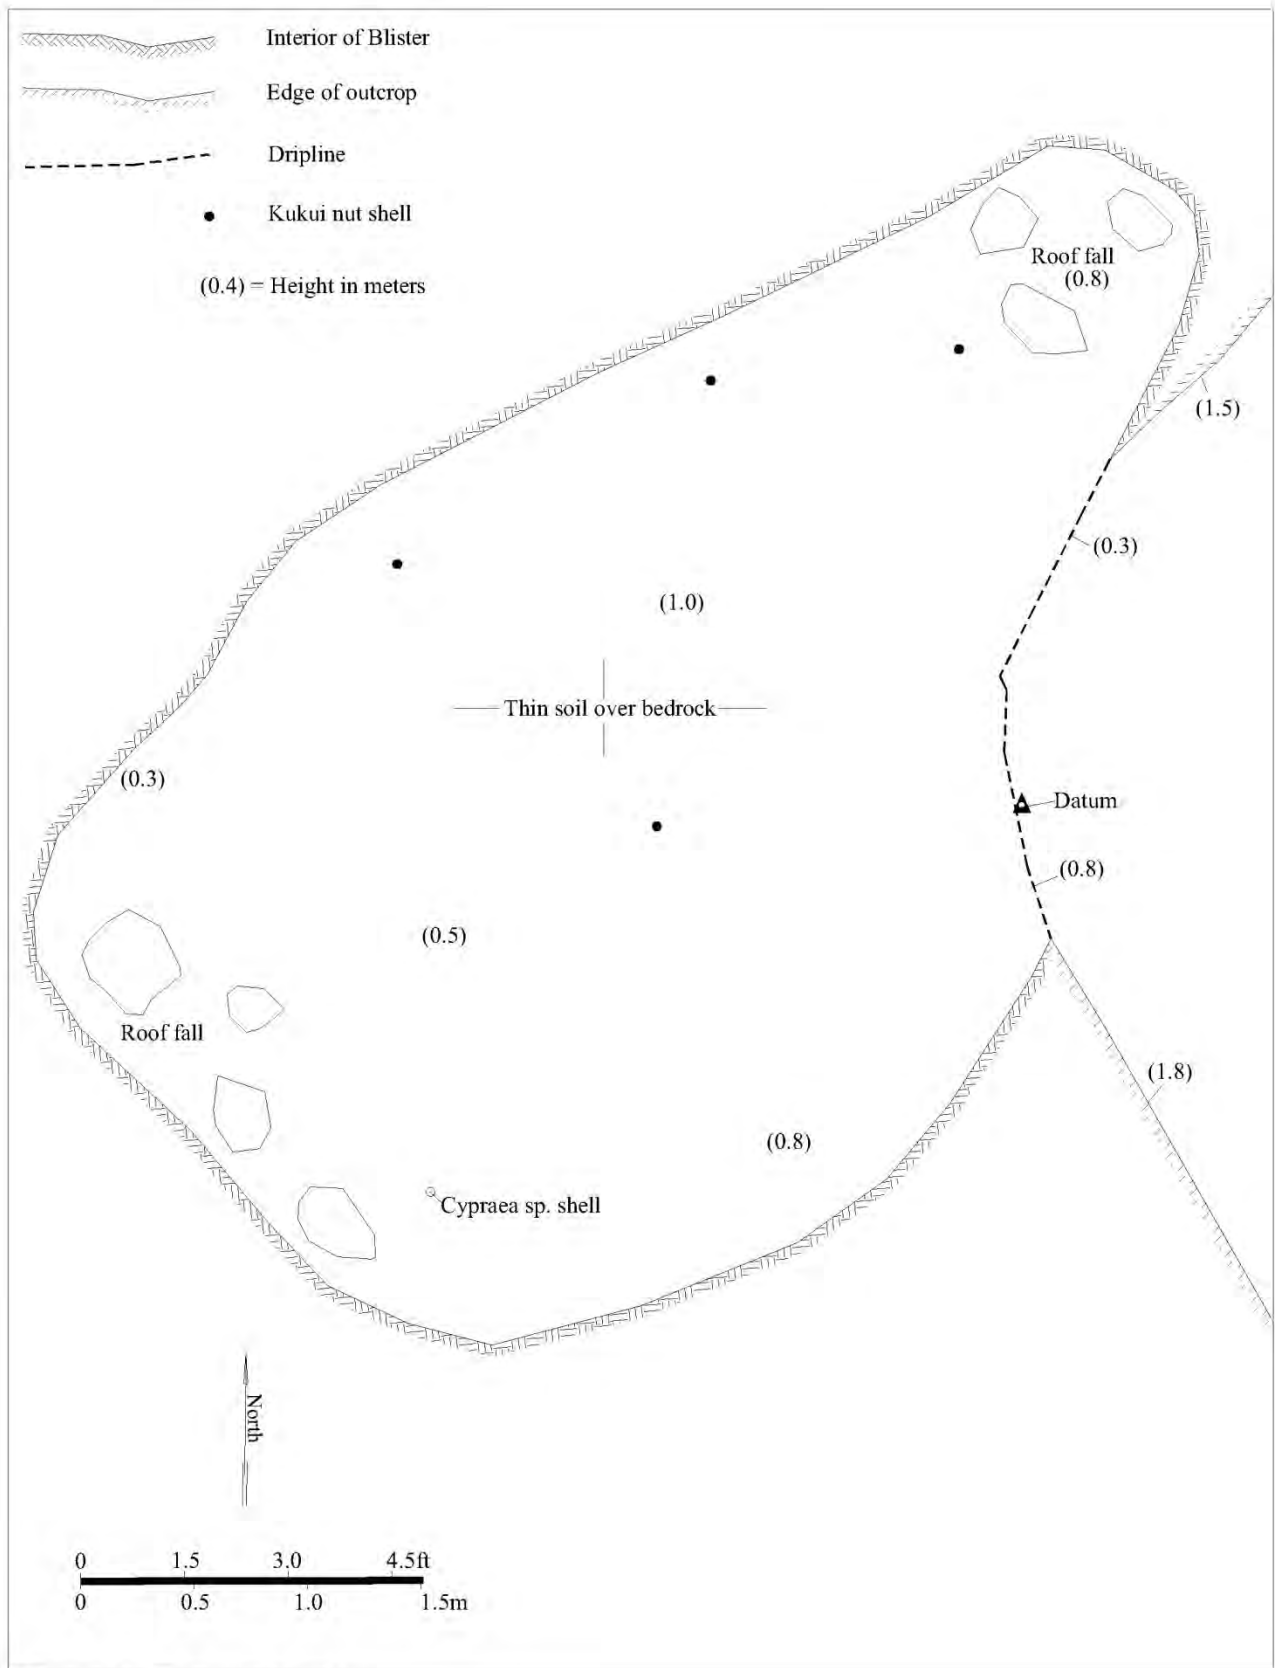 Interior of Blister
Edge of outcrop
Dripline
Kukui nut shell
(0.4) = Height in meters
Roof fall
(0.8)
(1.5)
(0.3)
(1.0)
Thin soil over bedrock
(0.3)
Datum
(0.8)
(0.5)
Roof fall
(1.8)
(0.8)
Cypraea sp. shell
North
0 1.5 3.0 4.5ft
0 0.5 1.0 1.5m